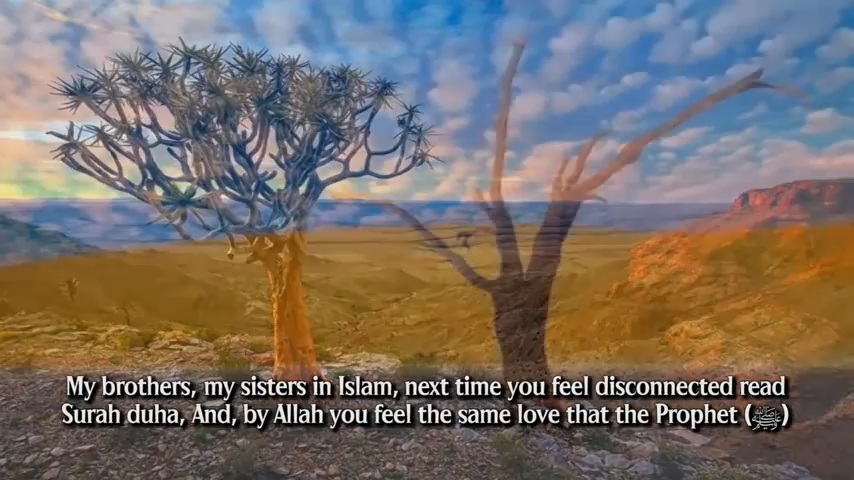 My brothers, my sisters in Islam, next time you feel disconnected read
Surah duha, And, by Allah you feel the same love that the Prophet (ﷺ)